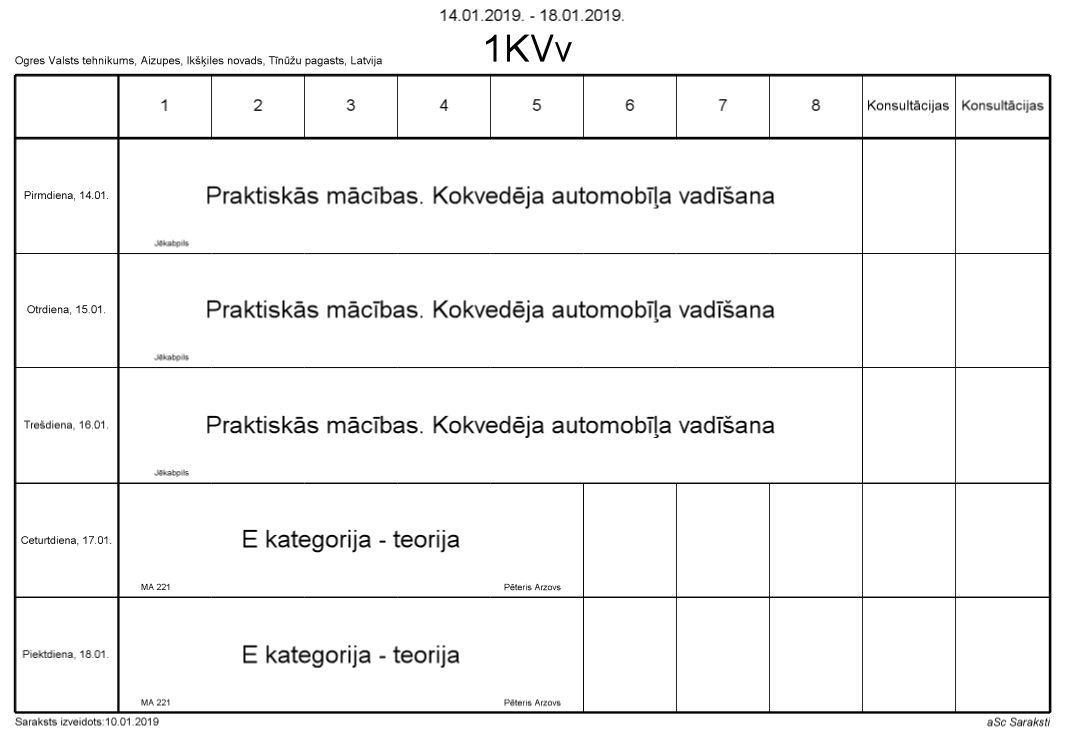 14.01.2019. - 18.01.2019.
1KVv
Ogres Valsts tehnikums, Aizupes, Ikšķiles novads, Tīnūžu pagasts, Latvija
1 2 3 4 5 6 7 8 Konsultācijas Konsultācijas
Pirmdiena, 14.01. Praktiskās mācības. Kokvedēja automobīļa vadīšana
Jēkabpils
Otrdiena, 15.01. Praktiskās mācības. Kokvedēja automobīļa vadīšana
Jēkabpils
Trešdiena, 16.01. Praktiskās mācības. Kokvedēja automobīļa vadīšana
Jēkabpils
Ceturtdiena, 17.01. E kategorija - teorija
MA 221 Pēteris Arzovs
Piektdiena, 18.01. E kategorija - teorija
MA 221 Pēteris Arzovs
Saraksts izveidots:10.01.2019 aSc Saraksti